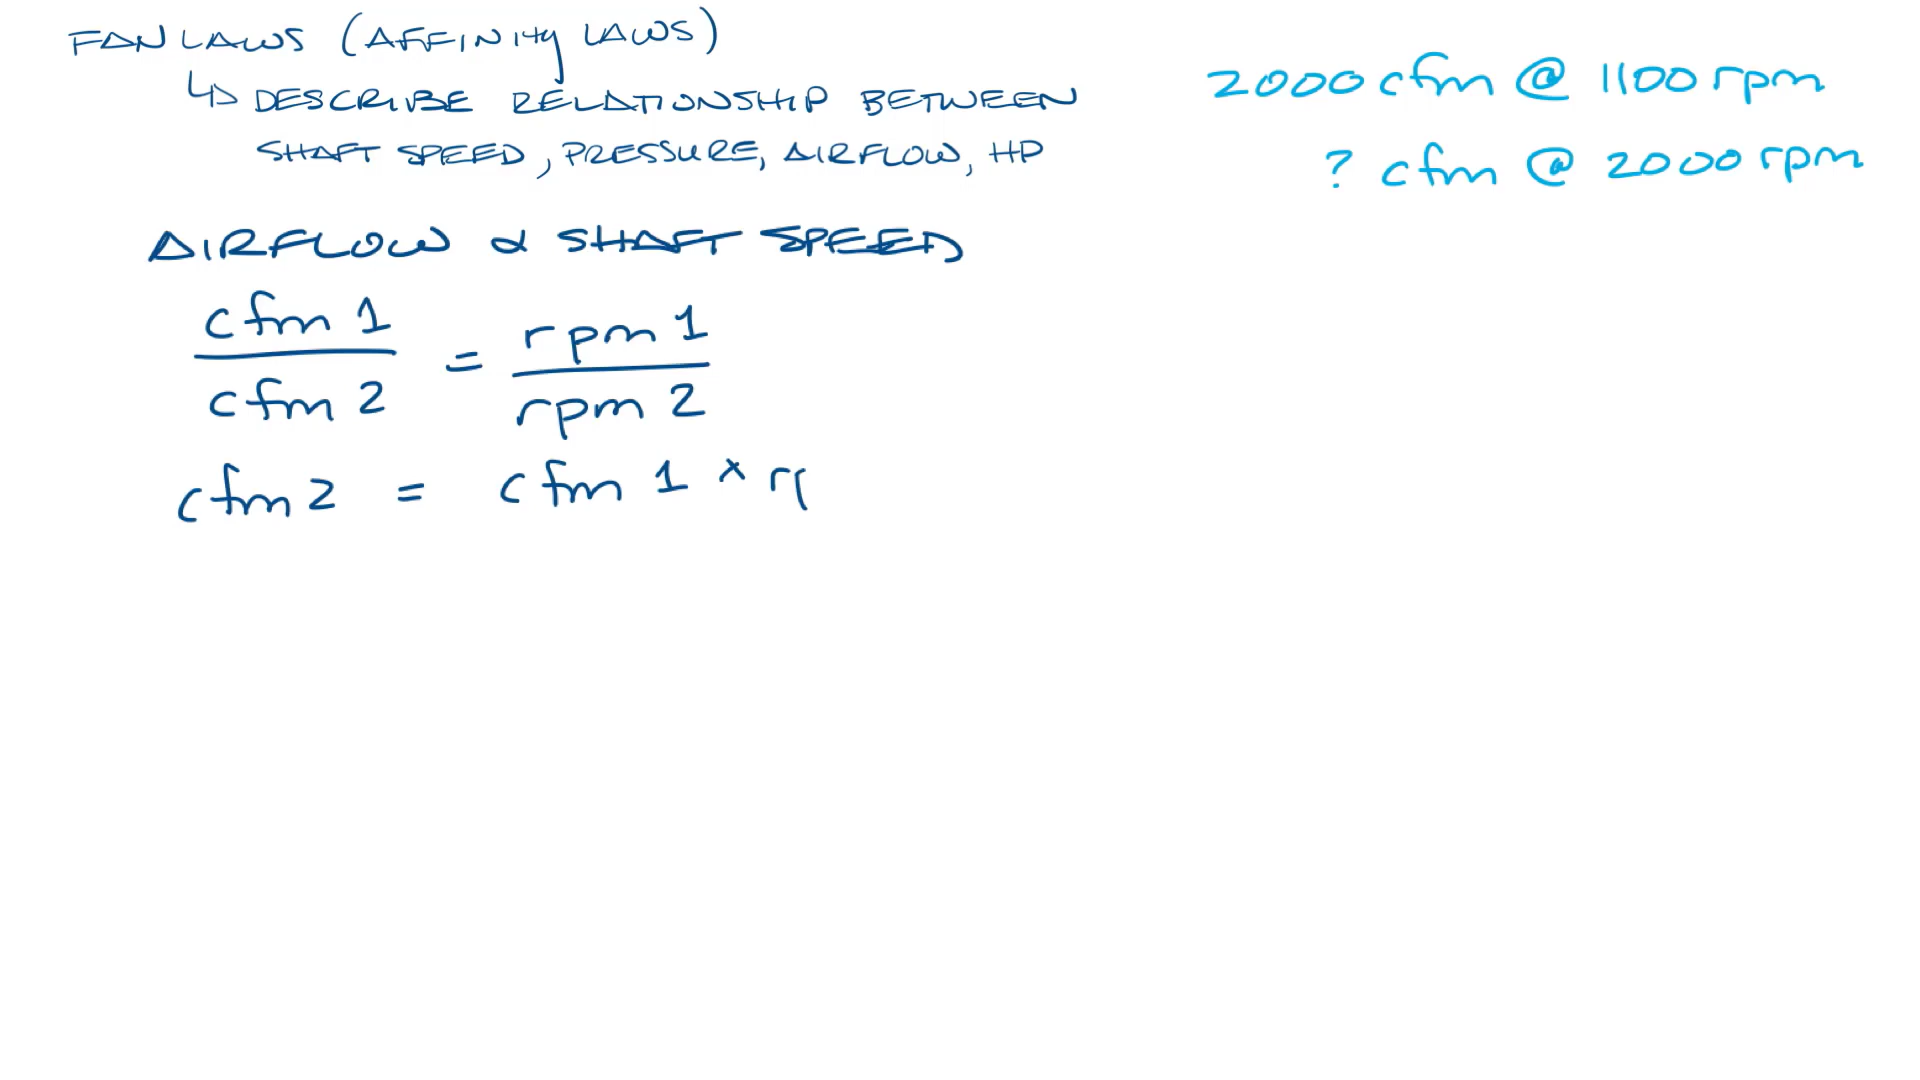 FAN LAWS (AFFINITY LAWS)
↳ DESCRIBE RELATIONSHIP BETWEEN
SHAFT SPEED, PRESSURE, AIRFLOW, HP
2000 cfm @ 1100 rpm
? cfm @ 2000 rpm
AIRFLOW α SHAFT SPEED
cfm 1 / cfm 2 = rpm 1 / rpm 2
cfm 2 = cfm 1 × r